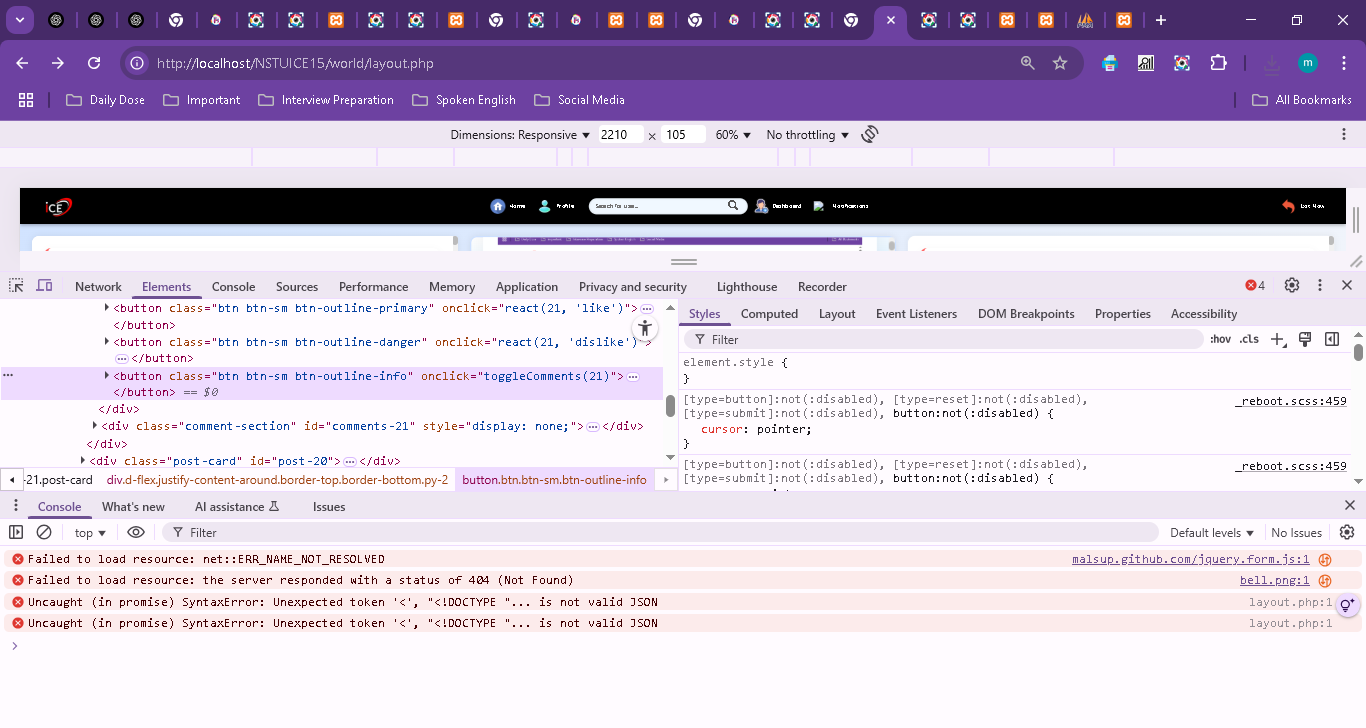 m
http://localhost/NSTUICE15/world/layout.php
Daily Dose
Important
Interview Preparation
Spoken English
Social Media
All Bookmarks
Dimensions: Responsive ▼ 2210 × 105 60% ▼ No throttling ▼
iCE
Home
Profile
Search for user...
Dashboard
Notifications
Network Elements Console Sources Performance Memory Application Privacy and security Lighthouse Recorder
4
<button class="btn btn-sm btn-outline-primary" onclick="react(21, 'like')">
</button>
<button class="btn btn-sm btn-outline-danger" onclick="react(21, 'dislike')">
</button>
<button class="btn btn-sm btn-outline-info" onclick="toggleComments(21)">
</button> == $0
</div>
<div class="comment-section" id="comments-21" style="display: none;"></div>
</div>
<div class="post-card" id="post-20"></div>
-21.post-card div.d-flex.justify-content-around.border-top.border-bottom.py-2 button.btn.btn-sm.btn-outline-info
Styles Computed Layout Event Listeners DOM Breakpoints Properties Accessibility
Filter
:hov .cls
element.style {
}
[type=button]:not(:disabled), [type=reset]:not(:disabled), _reboot.scss:459
[type=submit]:not(:disabled), button:not(:disabled) {
cursor: pointer;
}
[type=button]:not(:disabled), [type=reset]:not(:disabled), _reboot.scss:459
[type=submit]:not(:disabled), button:not(:disabled) {
Console What's new AI assistance Issues
top ▼ Filter Default levels ▼ No Issues
Failed to load resource: net::ERR_NAME_NOT_RESOLVED malsup.github.com/jquery.form.js:1
Failed to load resource: the server responded with a status of 404 (Not Found) bell.png:1
Uncaught (in promise) SyntaxError: Unexpected token '<', "<!DOCTYPE "... is not valid JSON layout.php:1
Uncaught (in promise) SyntaxError: Unexpected token '<', "<!DOCTYPE "... is not valid JSON layout.php:1